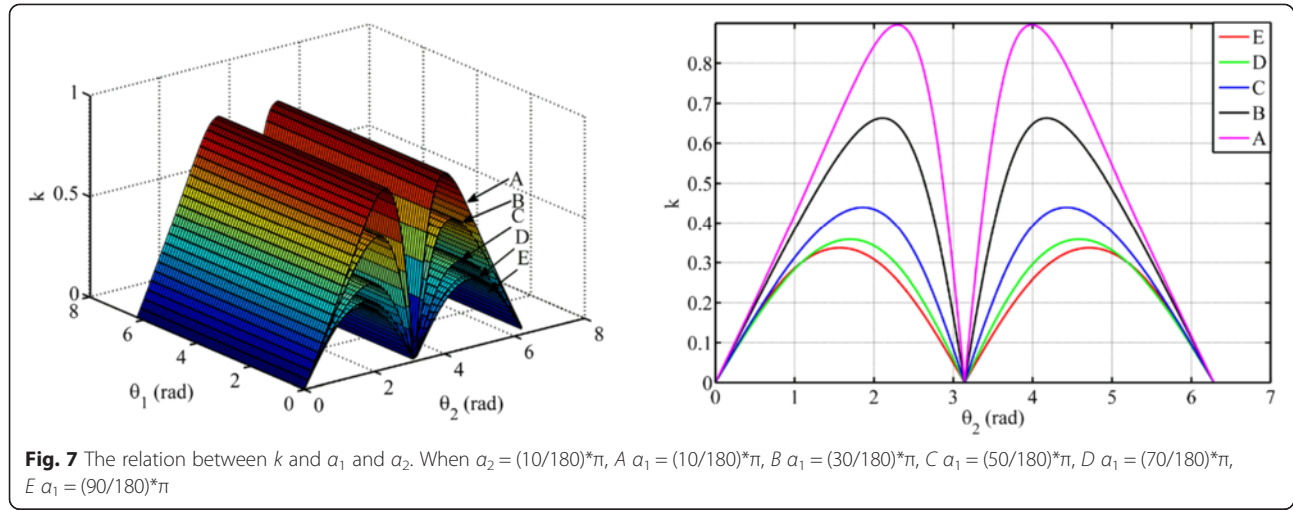 1
0.5
0
k
8
6
4
2
0
θ1 (rad)
0
2
4
6
8
θ2 (rad)
A
B
C
D
E
0.8
0.7
0.6
0.5
0.4
0.3
0.2
0.1
0
k
0 1 2 3 4 5 6 7
θ2 (rad)
E
D
C
B
A
Fig. 7 The relation between k and α1 and α2. When α2 = (10/180)*π, A α1 = (10/180)*π, B α1 = (30/180)*π, C α1 = (50/180)*π, D α1 = (70/180)*π,
E α1 = (90/180)*π